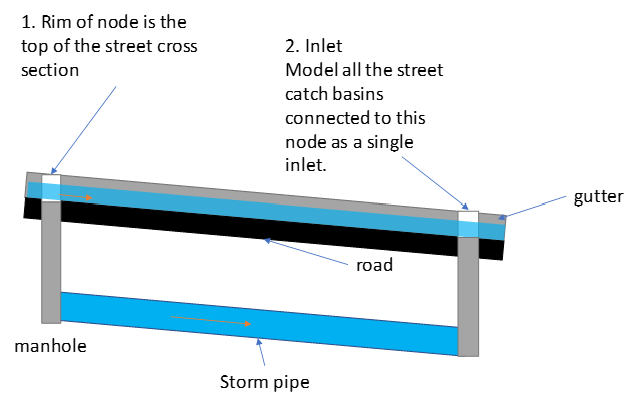 1. Rim of node is the
top of the street cross
section
2. Inlet
Model all the street
catch basins
connected to this
node as a single
inlet.
gutter
road
manhole
Storm pipe